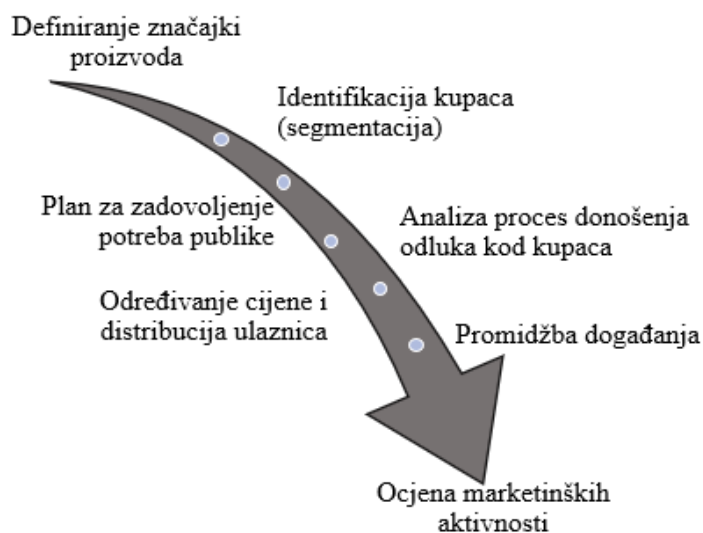 Definiranje značajki
proizvoda
Identifikacija kupaca
(segmentacija)
Plan za zadovoljenje
potreba publike
Analiza proces donošenja
odluka kod kupaca
Određivanje cijene i
distribucija ulaznica
Promidžba događanja
Ocjena marketinških
aktivnosti